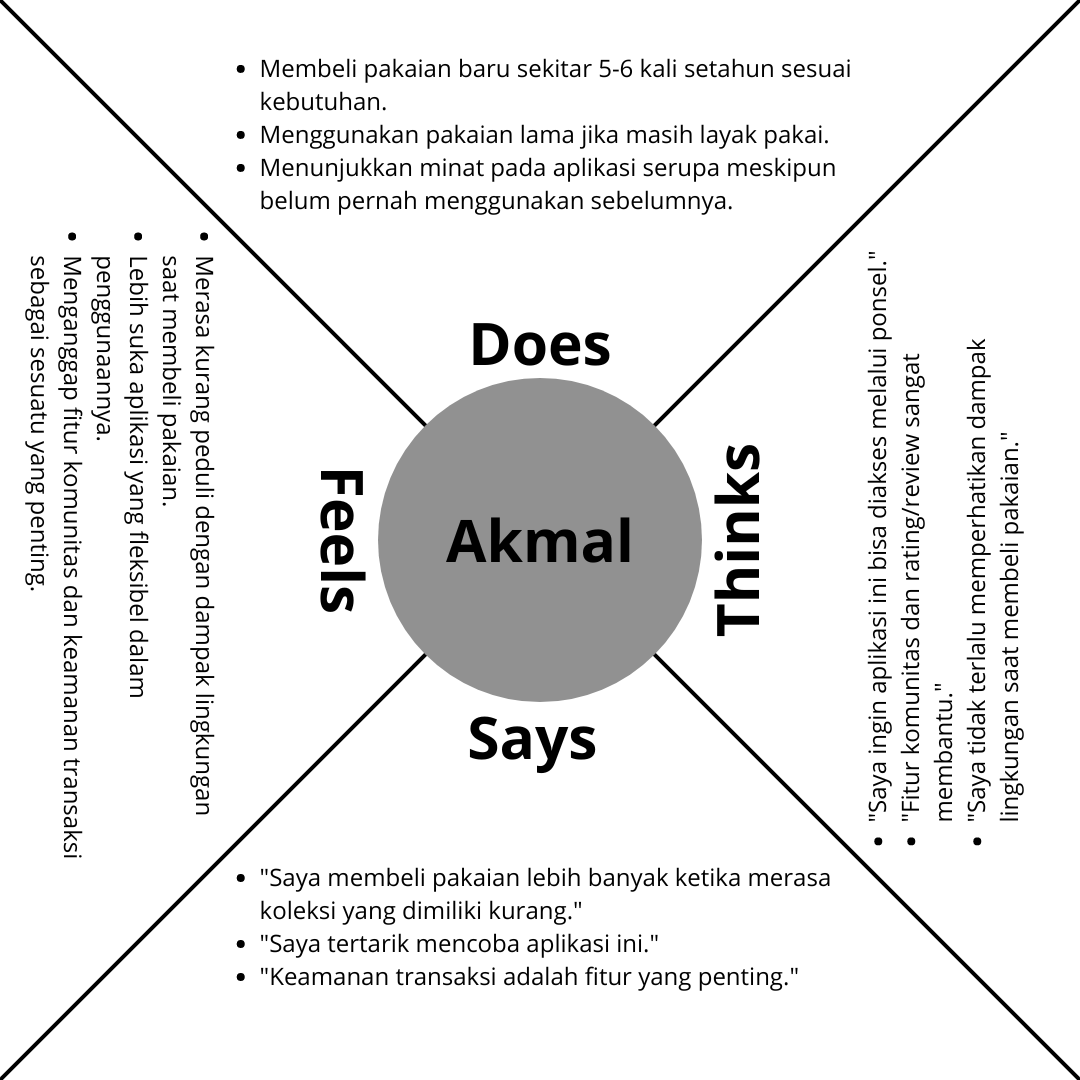 • Membeli pakaian baru sekitar 5-6 kali setahun sesuai
kebutuhan.
• Menggunakan pakaian lama jika masih layak pakai.
• Menunjukkan minat pada aplikasi serupa meskipun
belum pernah menggunakan sebelumnya.
Does
• Merasa kurang peduli dengan dampak lingkungan
saat membeli pakaian.
• Lebih suka aplikasi yang fleksibel dalam
penggunaannya.
• Menganggap fitur komunitas dan keamanan transaksi
sebagai sesuatu yang penting.
Feels
Akmal
Thinks
• "Saya ingin aplikasi ini bisa diakses melalui ponsel."
• "Fitur komunitas dan rating/review sangat
membantu."
• "Saya tidak terlalu memperhatikan dampak
lingkungan saat membeli pakaian."
Says
• "Saya membeli pakaian lebih banyak ketika merasa
koleksi yang dimiliki kurang."
• "Saya tertarik mencoba aplikasi ini."
• "Keamanan transaksi adalah fitur yang penting."